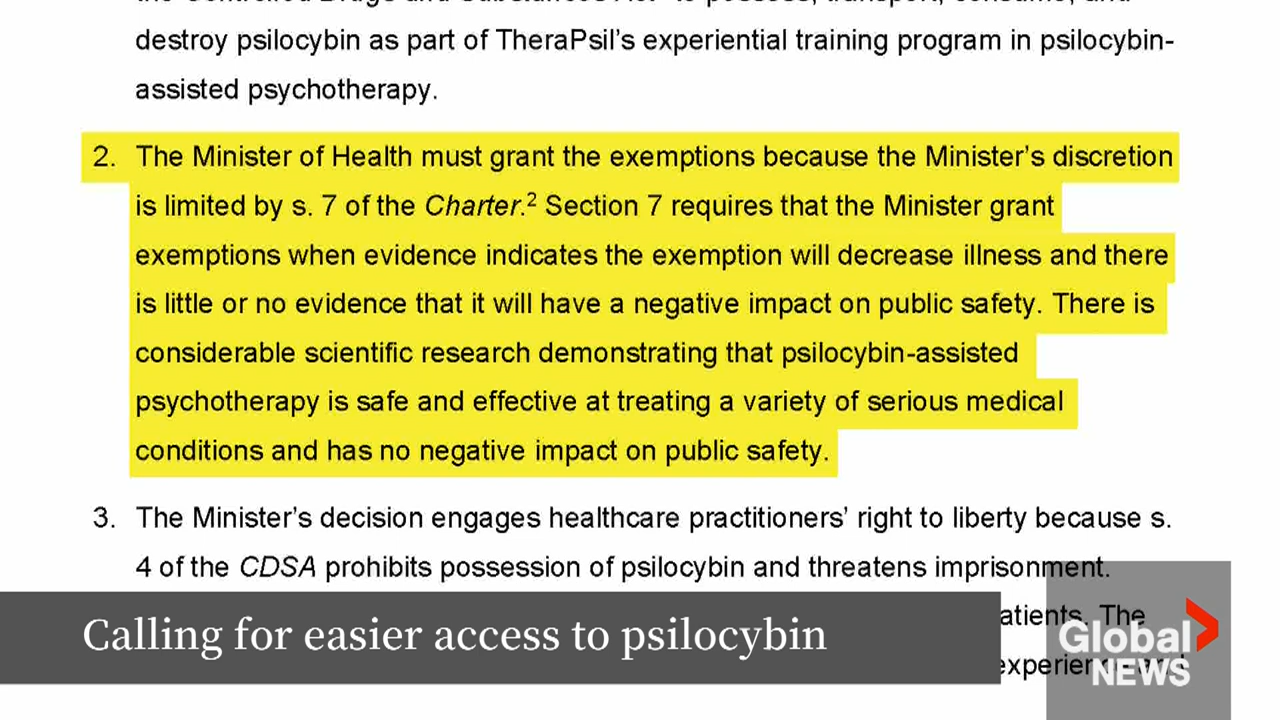 destroy psilocybin as part of TheraPsil's experiential training program in psilocybin-
assisted psychotherapy.
2. The Minister of Health must grant the exemptions because the Minister's discretion
is limited by s. 7 of the Charter.² Section 7 requires that the Minister grant
exemptions when evidence indicates the exemption will decrease illness and there
is little or no evidence that it will have a negative impact on public safety. There is
considerable scientific research demonstrating that psilocybin-assisted
psychotherapy is safe and effective at treating a variety of serious medical
conditions and has no negative impact on public safety.
3. The Minister's decision engages healthcare practitioners' right to liberty because s.
4 of the CDSA prohibits possession of psilocybin and threatens imprisonment.
The
Calling for easier access to psilocybin
Global
NEWS